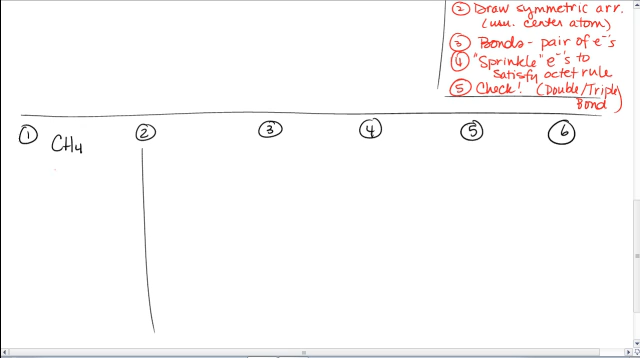 ② Draw symmetric arr.
(usu. center atom)
③ Bonds - pair of e⁻'s
④ "Sprinkle" e⁻'s to
satisfy octet rule
⑤ Check! (Double/Triple
Bond)
① ② ③ ④ ⑤ ⑥
CH₄